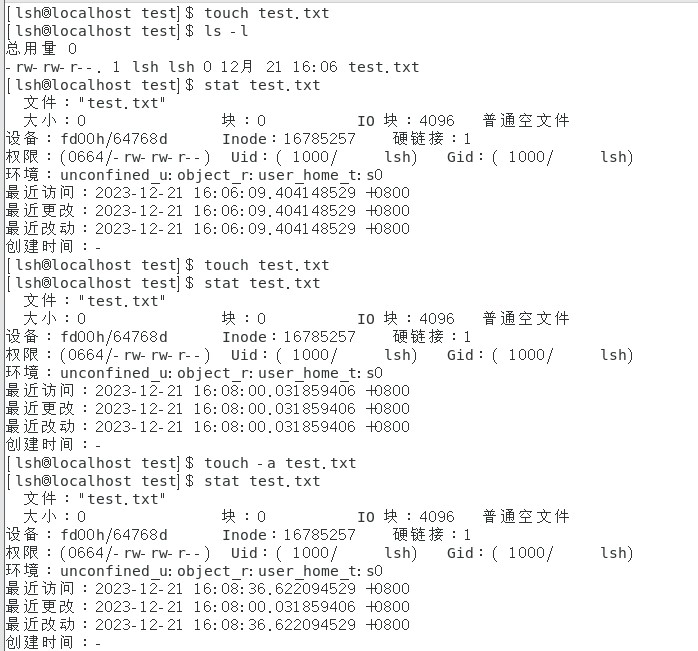 [lsh@localhost test]$ touch test.txt
[lsh@localhost test]$ ls -l
总用量 0
-rw-rw-r--. 1 lsh lsh 0 12月 21 16:06 test.txt
[lsh@localhost test]$ stat test.txt
文件："test.txt"
大小：0 块：0 IO 块：4096 普通空文件
设备：fd00h/64768d Inode：16785257 硬链接：1
权限：(0664/-rw-rw-r--) Uid：( 1000/ lsh) Gid：( 1000/ lsh)
环境：unconfined_u:object_r:user_home_t:s0
最近访问：2023-12-21 16:06:09.404148529 +0800
最近更改：2023-12-21 16:06:09.404148529 +0800
最近改动：2023-12-21 16:06:09.404148529 +0800
创建时间：-
[lsh@localhost test]$ touch test.txt
[lsh@localhost test]$ stat test.txt
文件："test.txt"
大小：0 块：0 IO 块：4096 普通空文件
设备：fd00h/64768d Inode：16785257 硬链接：1
权限：(0664/-rw-rw-r--) Uid：( 1000/ lsh) Gid：( 1000/ lsh)
环境：unconfined_u:object_r:user_home_t:s0
最近访问：2023-12-21 16:08:00.031859406 +0800
最近更改：2023-12-21 16:08:00.031859406 +0800
最近改动：2023-12-21 16:08:00.031859406 +0800
创建时间：-
[lsh@localhost test]$ touch -a test.txt
[lsh@localhost test]$ stat test.txt
文件："test.txt"
大小：0 块：0 IO 块：4096 普通空文件
设备：fd00h/64768d Inode：16785257 硬链接：1
权限：(0664/-rw-rw-r--) Uid：( 1000/ lsh) Gid：( 1000/ lsh)
环境：unconfined_u:object_r:user_home_t:s0
最近访问：2023-12-21 16:08:36.622094529 +0800
最近更改：2023-12-21 16:08:00.031859406 +0800
最近改动：2023-12-21 16:08:36.622094529 +0800
创建时间：-